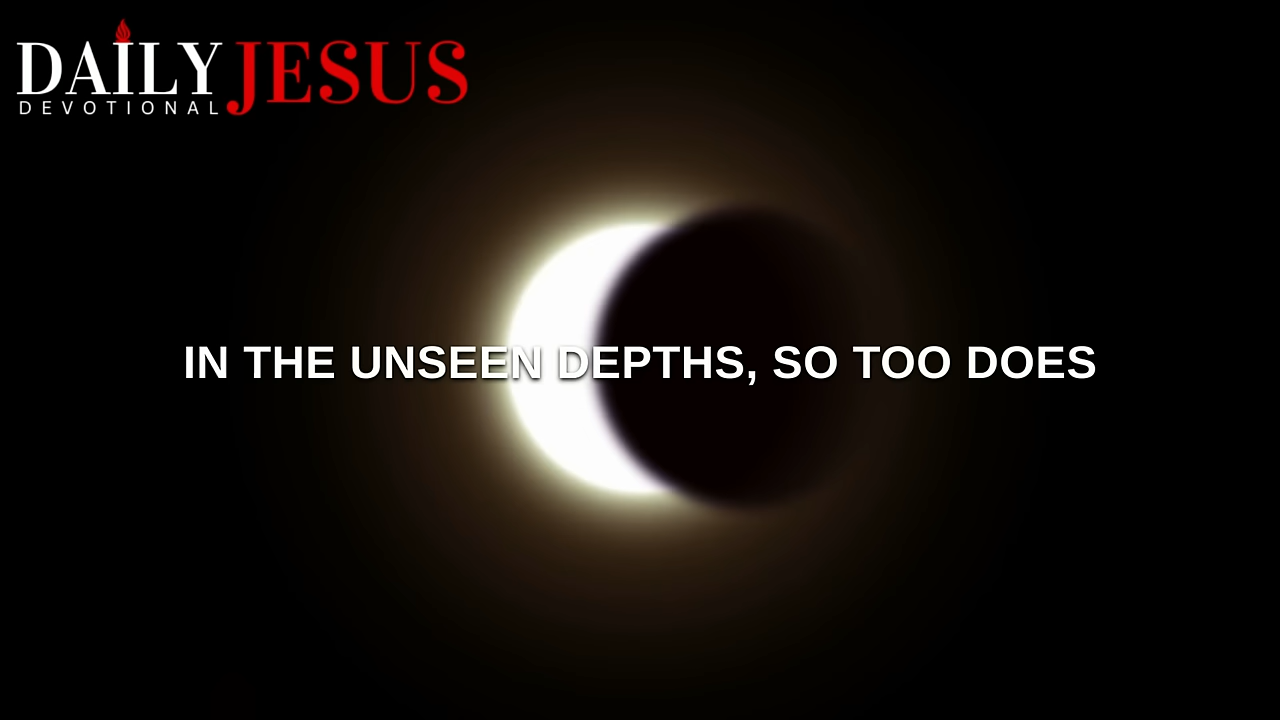 DAILY JESUS
DEVOTIONAL
IN THE UNSEEN DEPTHS, SO TOO DOES